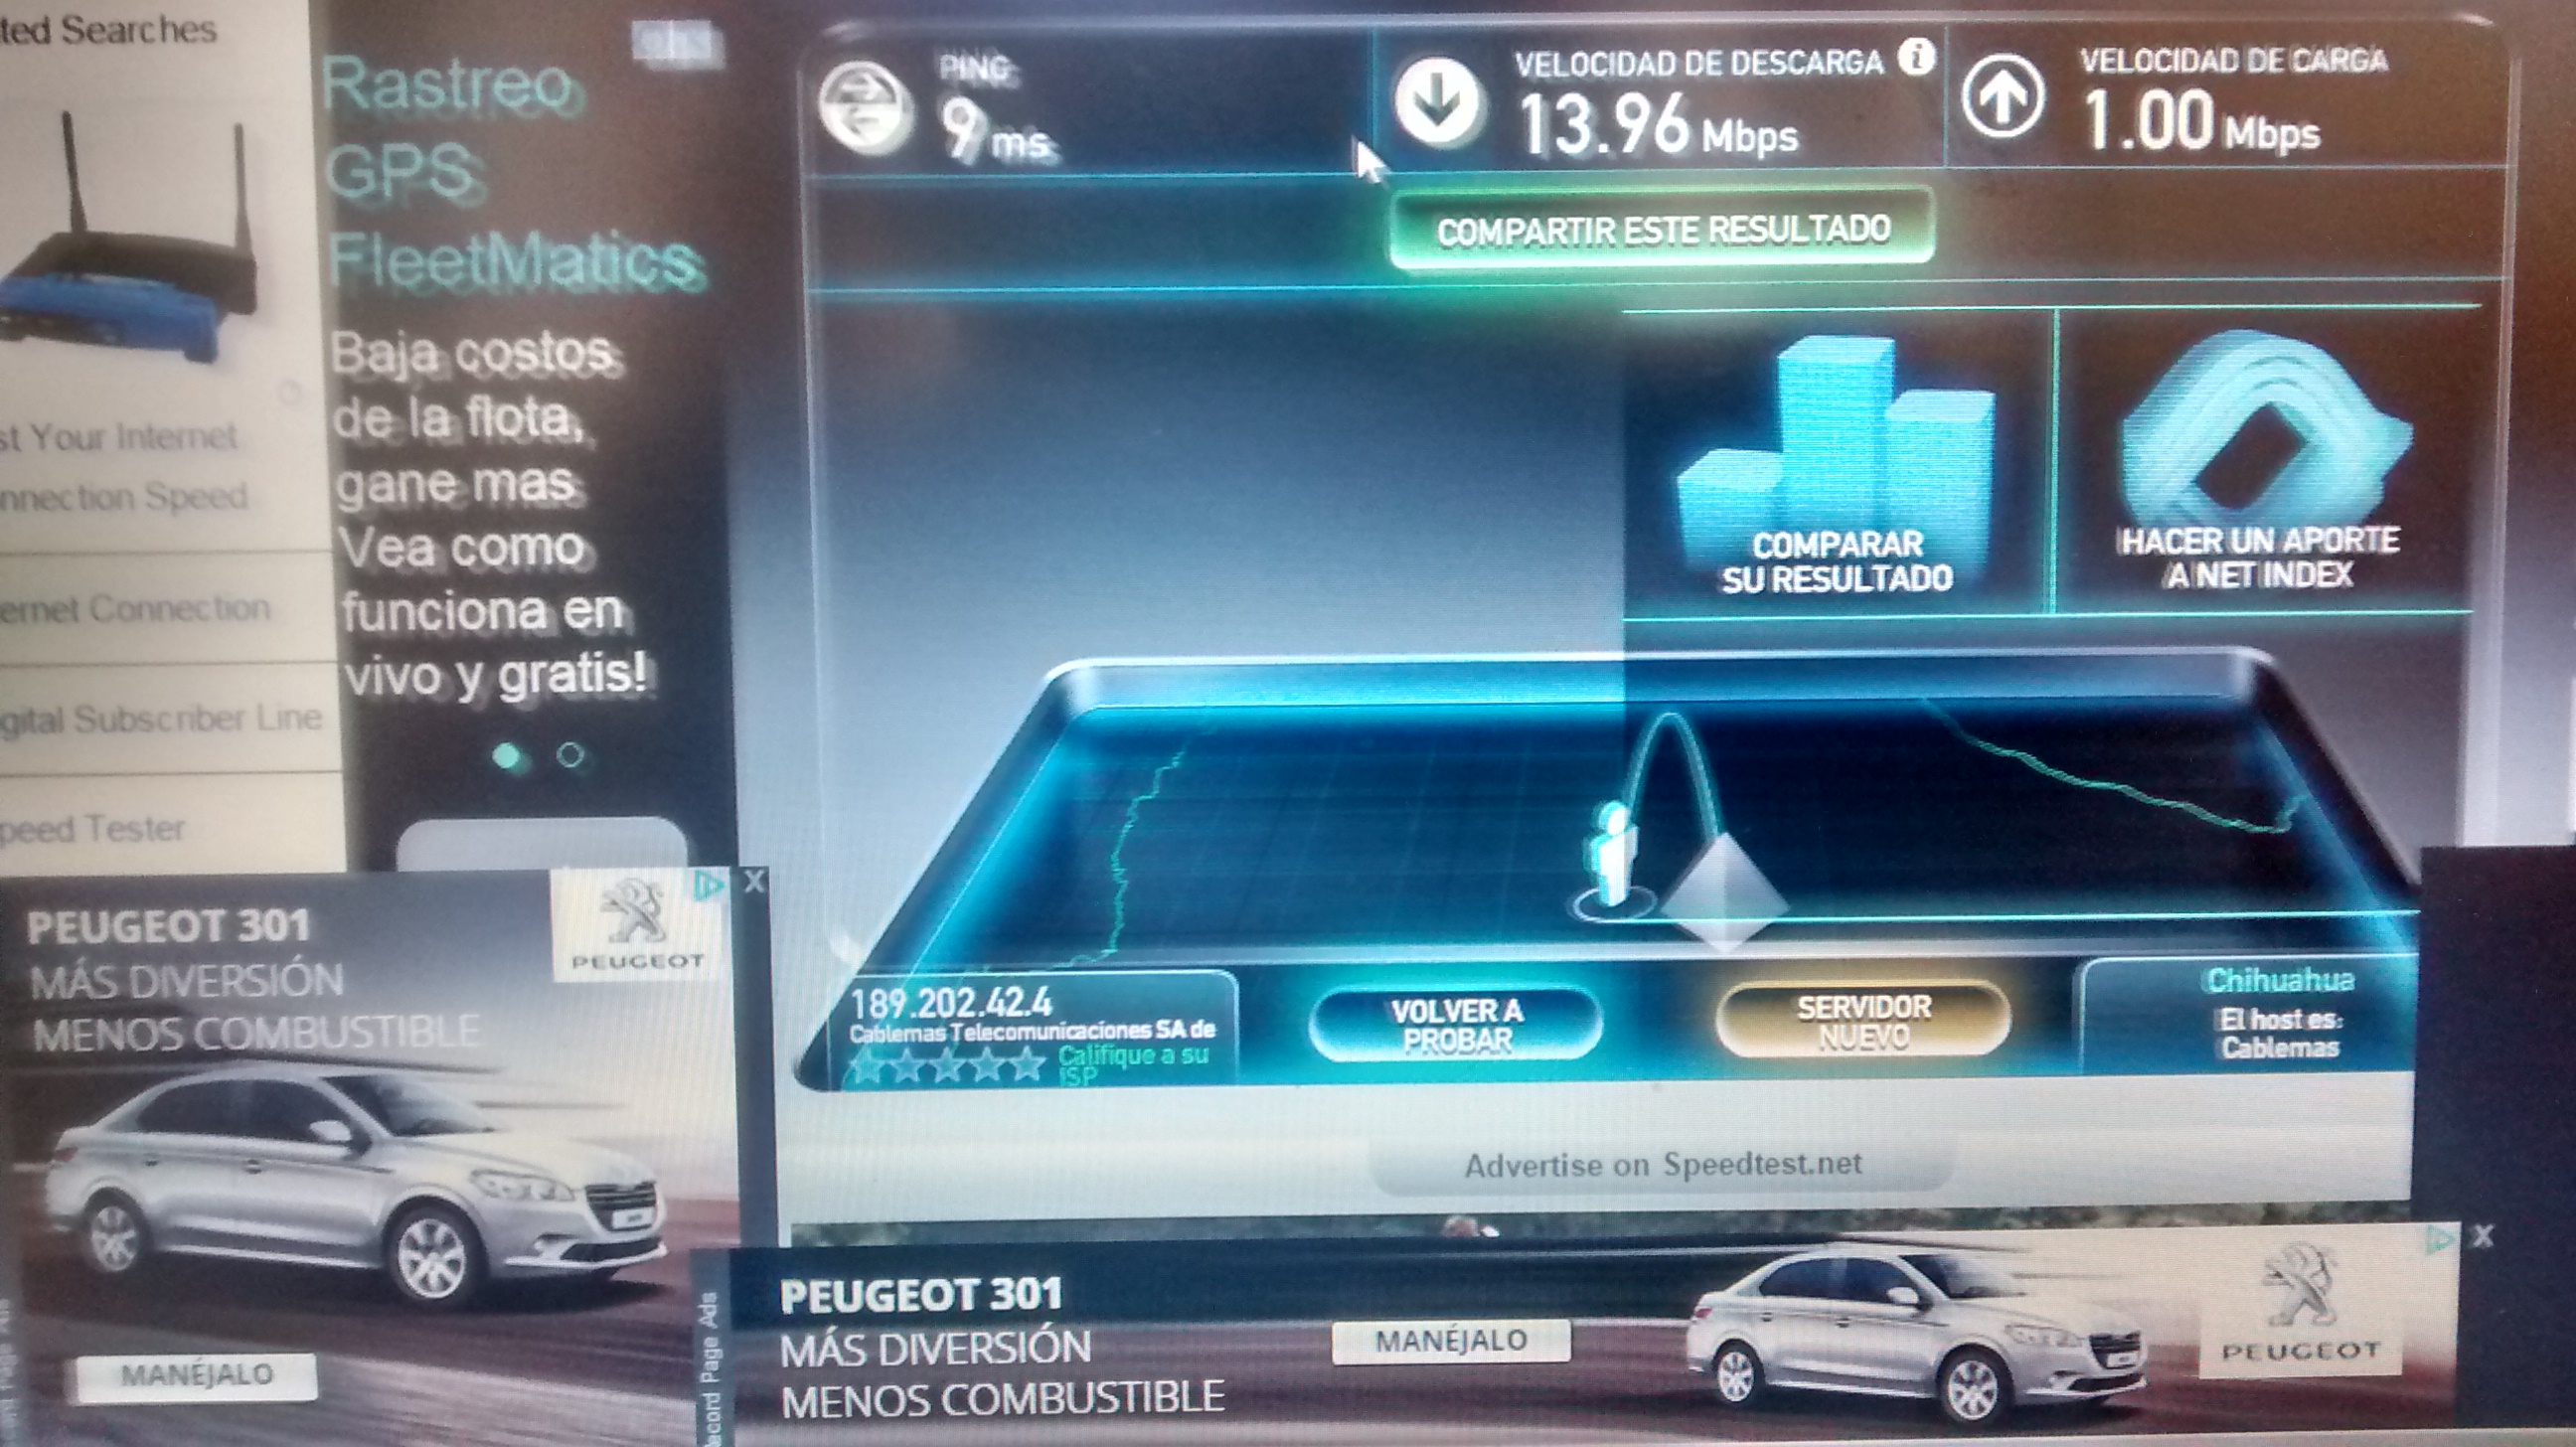 ted Searches
st Your Internet
nnection Speed
ernet Connection
gital Subscriber Line
peed Tester
Rastreo
GPS
FleetMatics
Baja costos
de la flota,
gane mas
Vea como
funciona en
vivo y gratis!
PING
9 ms
VELOCIDAD DE DESCARGA i
13.96 Mbps
VELOCIDAD DE CARGA
1.00 Mbps
COMPARTIR ESTE RESULTADO
COMPARAR
SU RESULTADO
HACER UN APORTE
A NET INDEX
189.202.42.4
Cablemas Telecomunicaciones SA de
Califique a su
ISP
VOLVER A
PROBAR
SERVIDOR
NUEVO
Chihuahua
El host es:
Cablemas
Advertise on Speedtest.net
PEUGEOT 301
MÁS DIVERSIÓN
MENOS COMBUSTIBLE
PEUGEOT
X
MANÉJALO
ecord Page Ads
PEUGEOT 301
MÁS DIVERSIÓN
MENOS COMBUSTIBLE
MANÉJALO
PEUGEOT
X